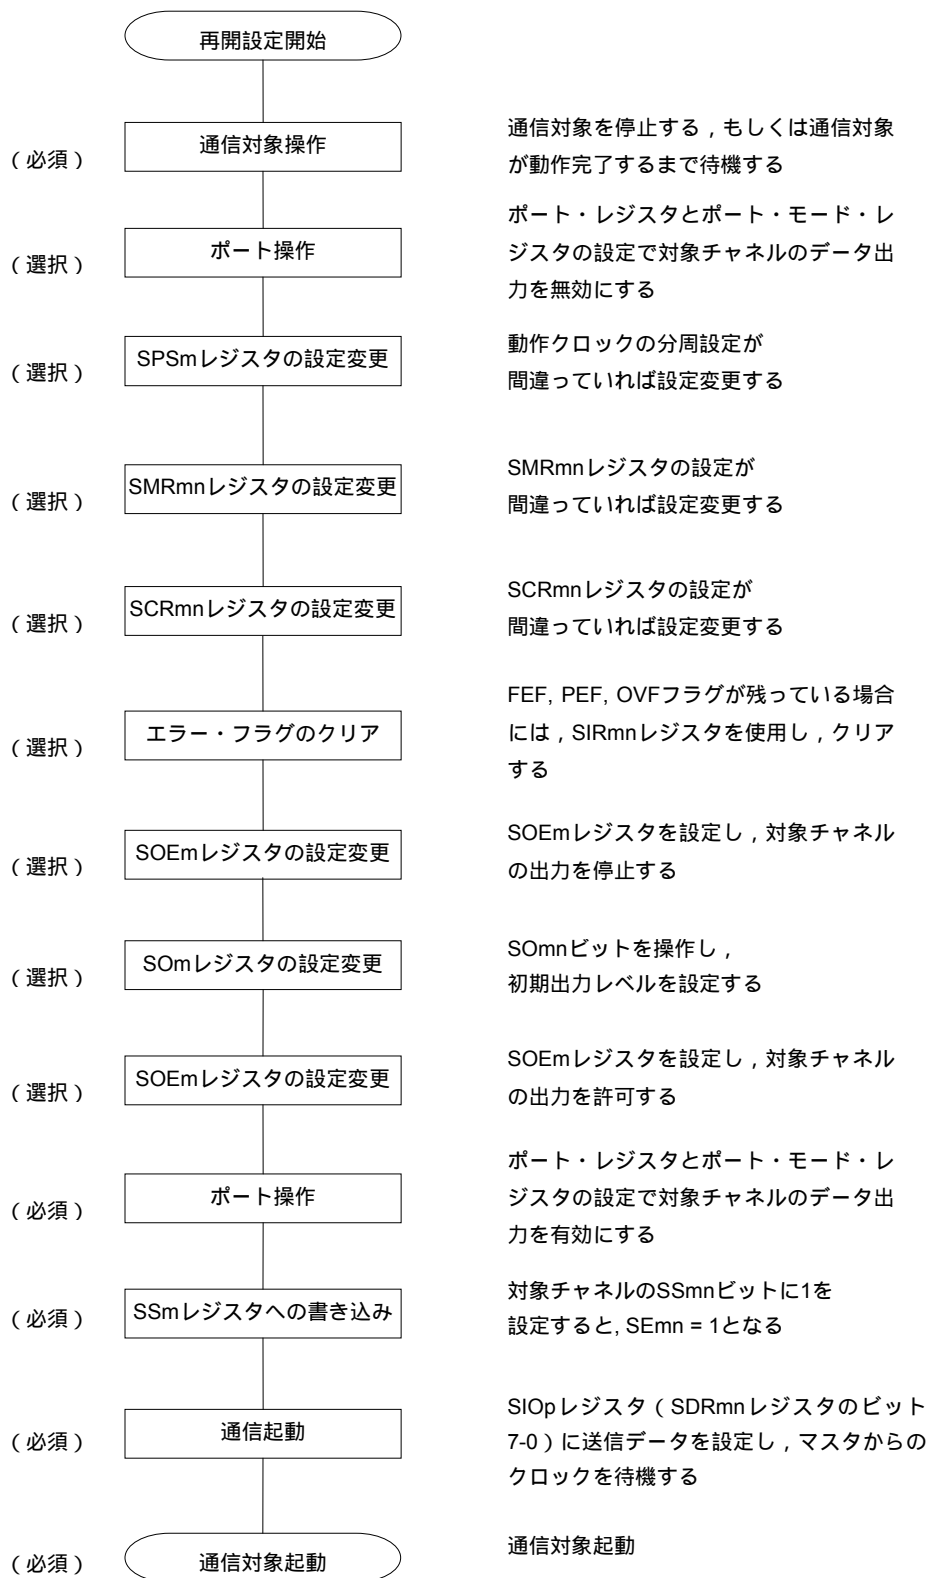 再開設定開始
（必須）
通信対象操作
通信対象を停止する，もしくは通信対象
が動作完了するまで待機する
（選択）
ポート操作
ポート・レジスタとポート・モード・レ
ジスタの設定で対象チャネルのデータ出
力を無効にする
（選択）
SPSmレジスタの設定変更
動作クロックの分周設定が
間違っていれば設定変更する
（選択）
SMRmnレジスタの設定変更
SMRmnレジスタの設定が
間違っていれば設定変更する
（選択）
SCRmnレジスタの設定変更
SCRmnレジスタの設定が
間違っていれば設定変更する
（選択）
エラー・フラグのクリア
FEF, PEF, OVFフラグが残っている場合
には，SIRmnレジスタを使用し，クリア
する
（選択）
SOEmレジスタの設定変更
SOEmレジスタを設定し，対象チャネル
の出力を停止する
（選択）
SOmレジスタの設定変更
SOmnビットを操作し，
初期出力レベルを設定する
（選択）
SOEmレジスタの設定変更
SOEmレジスタを設定し，対象チャネル
の出力を許可する
（必須）
ポート操作
ポート・レジスタとポート・モード・レ
ジスタの設定で対象チャネルのデータ出
力を有効にする
（必須）
SSmレジスタへの書き込み
対象チャネルのSSmnビットに1を
設定すると, SEmn = 1となる
（必須）
通信起動
SIOpレジスタ（SDRmnレジスタのビット
7-0）に送信データを設定し，マスタからの
クロックを待機する
（必須）
通信対象起動
通信対象起動